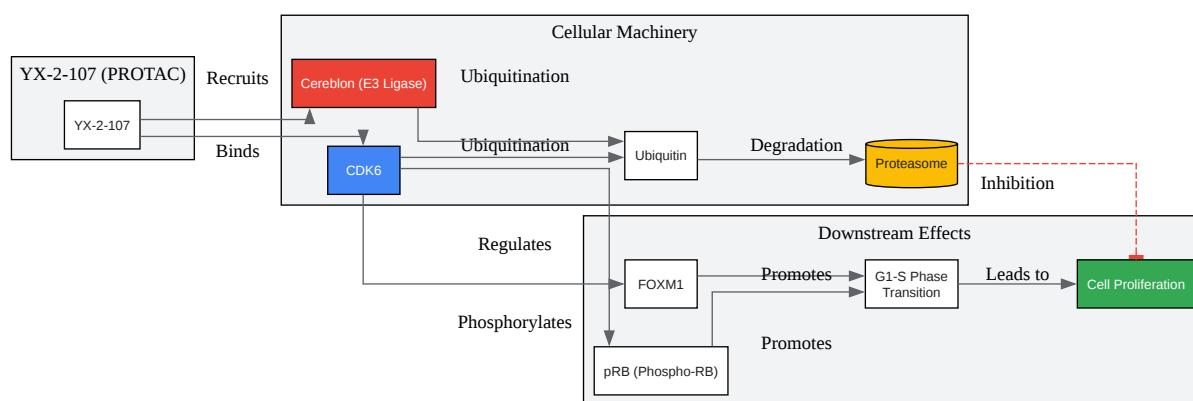 Cellular Machinery
YX-2-107 (PROTAC)
Recruits
Cereblon (E3 Ligase)
Ubiquitination
YX-2-107
Binds
Ubiquitination
Degradation
CDK6
Ubiquitin
Proteasome
Inhibition
Downstream Effects
Regulates
FOXM1
Promotes
G1-S Phase
Transition
Leads to
Cell Proliferation
Phosphorylates
Promotes
pRB (Phospho-RB)